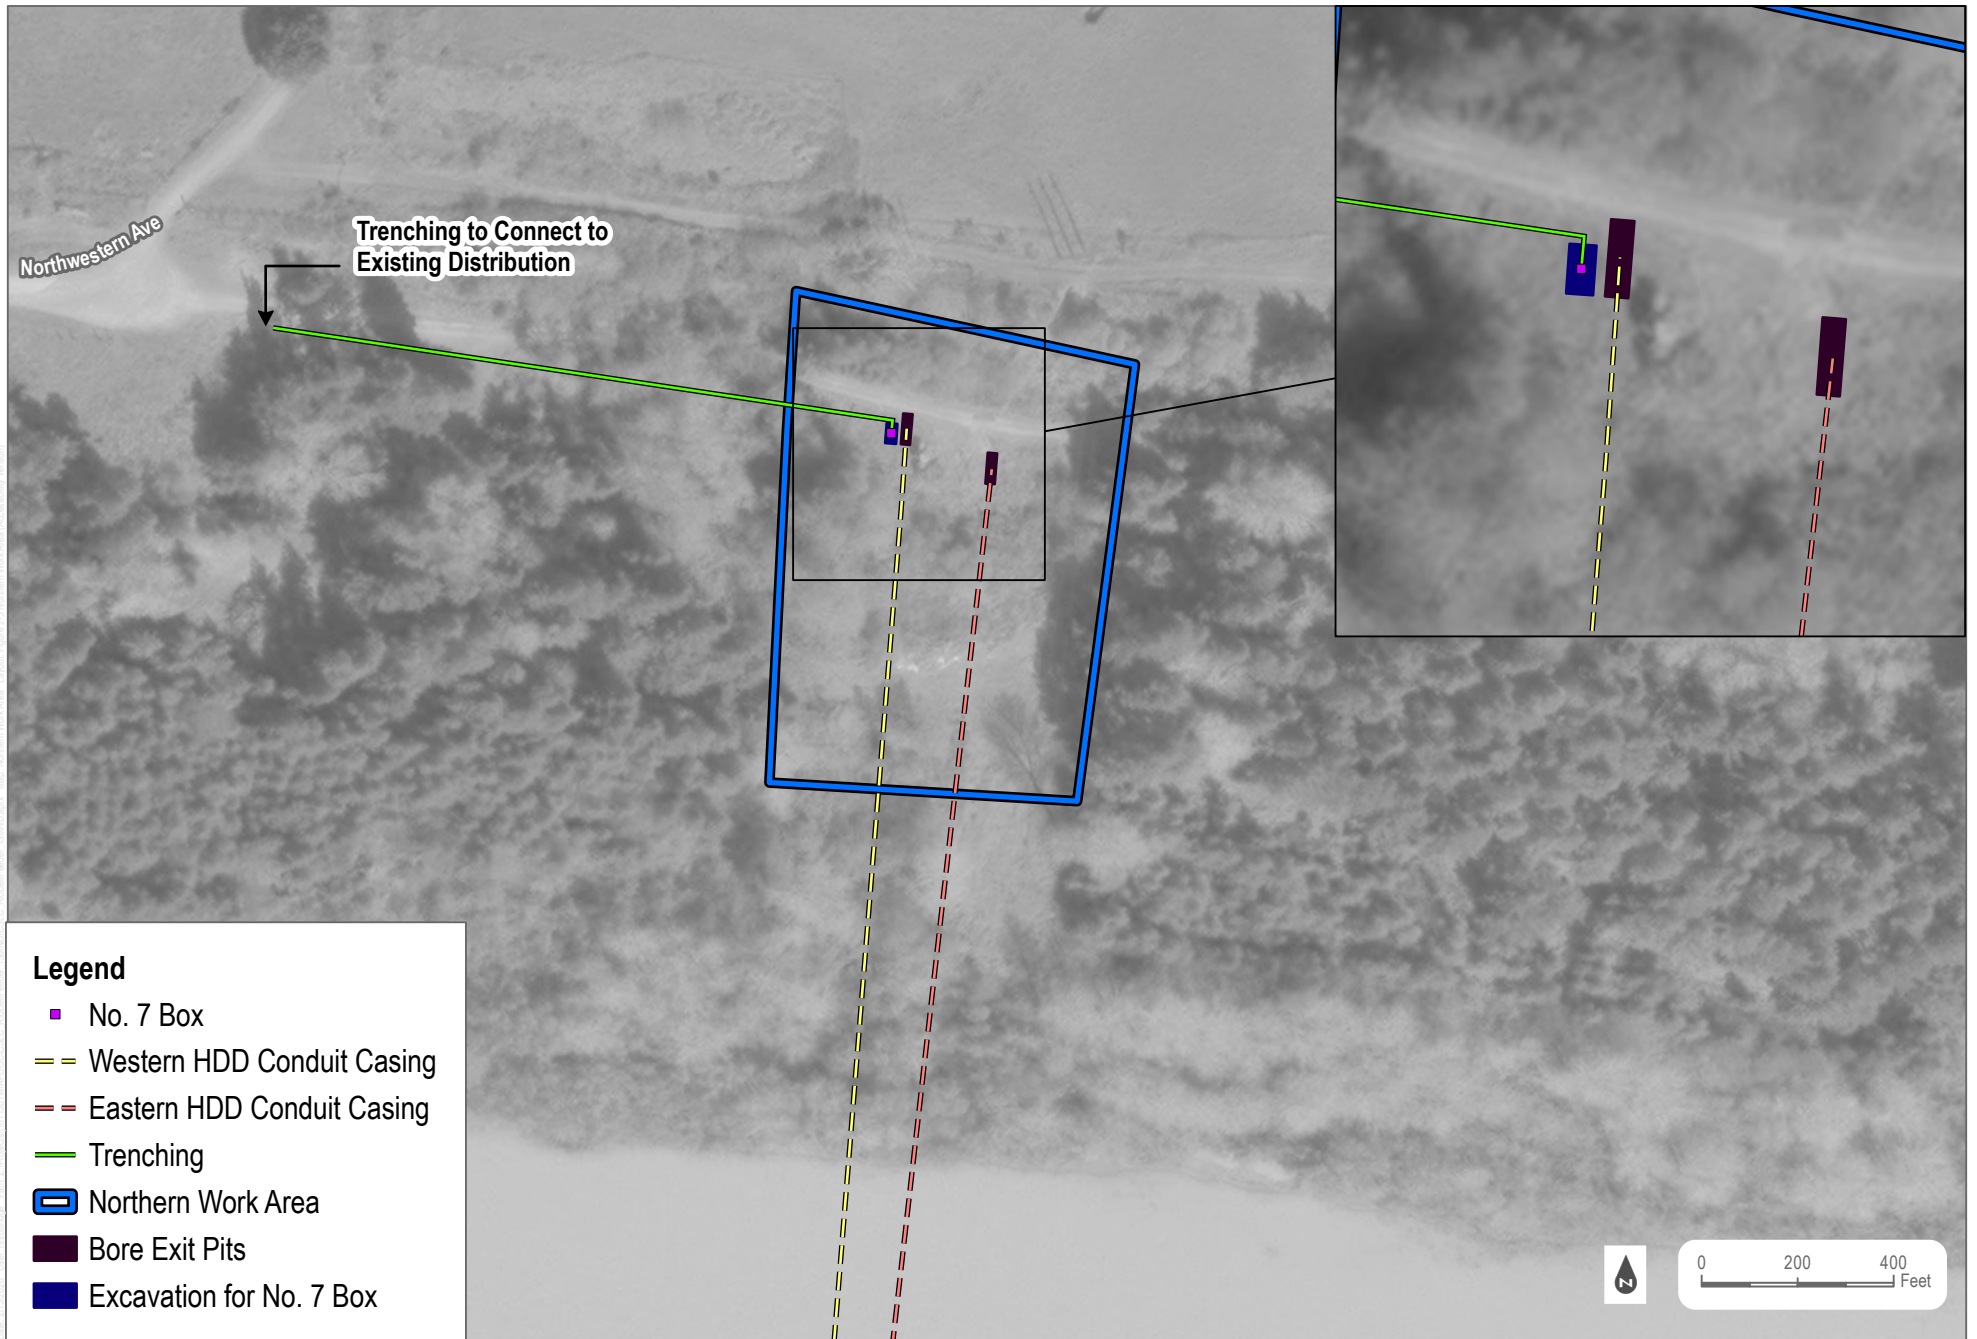 Northwestern Ave
Trenching to Connect to
Existing Distribution
Legend
No. 7 Box
Western HDD Conduit Casing
Eastern HDD Conduit Casing
Trenching
Northern Work Area
Bore Exit Pits
Excavation for No. 7 Box
N
0 200 400
Feet